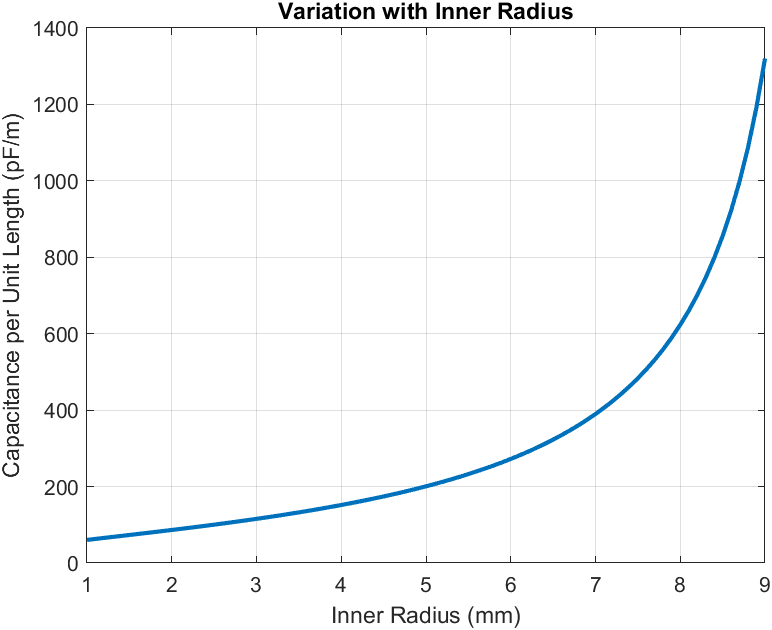 Variation with Inner Radius
Capacitance per Unit Length (pF/m)
1400
1200
1000
800
600
400
200
0
1 2 3 4 5 6 7 8 9
Inner Radius (mm)